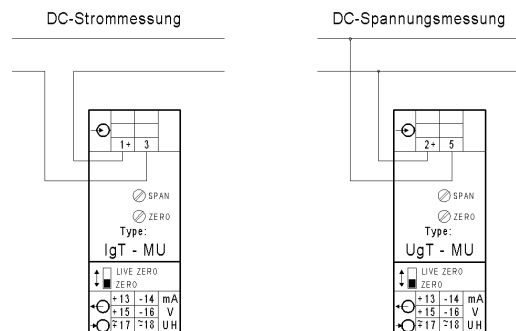 DC-Strommessung
DC-Spannungsmessung
1+ 3
SPAN
ZERO
Type:
IgT - MU
LIVE ZERO
ZERO
+13 -14 mA
+15 -16 V
≂17 ≂18 UH
2+ 5
SPAN
ZERO
Type:
UgT - MU
LIVE ZERO
ZERO
+13 -14 mA
+15 -16 V
≂17 ≂18 UH